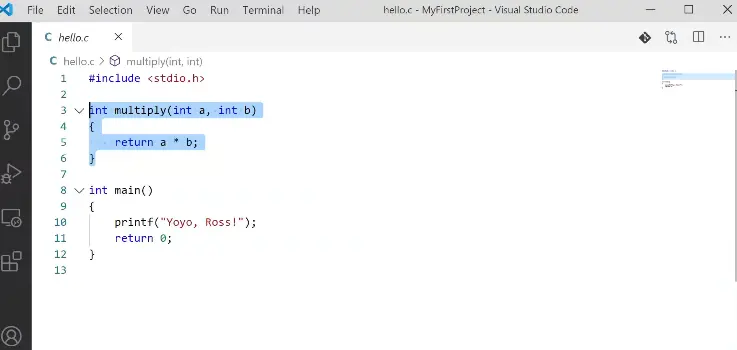 File Edit Selection View Go Run Terminal Help hello.c - MyFirstProject - Visual Studio Code
C hello.c
C hello.c > multiply(int, int)
1 #include <stdio.h>
2
3 int multiply(int a, int b)
4 {
5 return a * b;
6 }
7
8 int main()
9 {
10 printf("Yoyo, Ross!");
11 return 0;
12 }
13